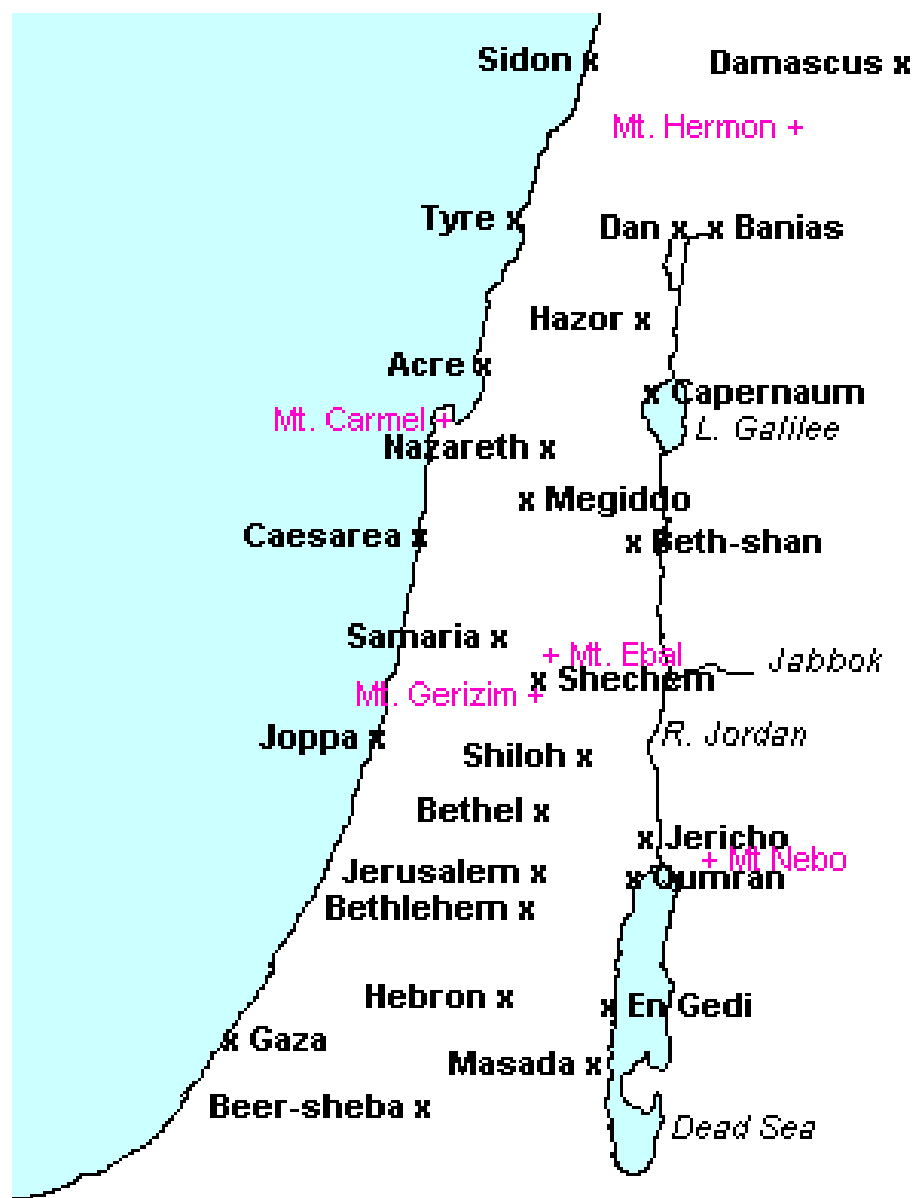 Sidon x
Damascus x
Mt. Hermon +
Tyre x
Dan x
x Banias
Hazor x
Acre x
x Capernaum
Mt. Carmel +
L. Galilee
Nazareth x
x Megiddo
Caesarea x
x Beth-shan
Samaria x
+ Mt. Ebal
Jabbok
x Shechem
Mt. Gerizim +
Joppa x
R. Jordan
Shiloh x
Bethel x
x Jericho
+ Mt Nebo
Jerusalem x
x Qumran
Bethlehem x
Hebron x
x En Gedi
x Gaza
Masada x
Beer-sheba x
Dead Sea